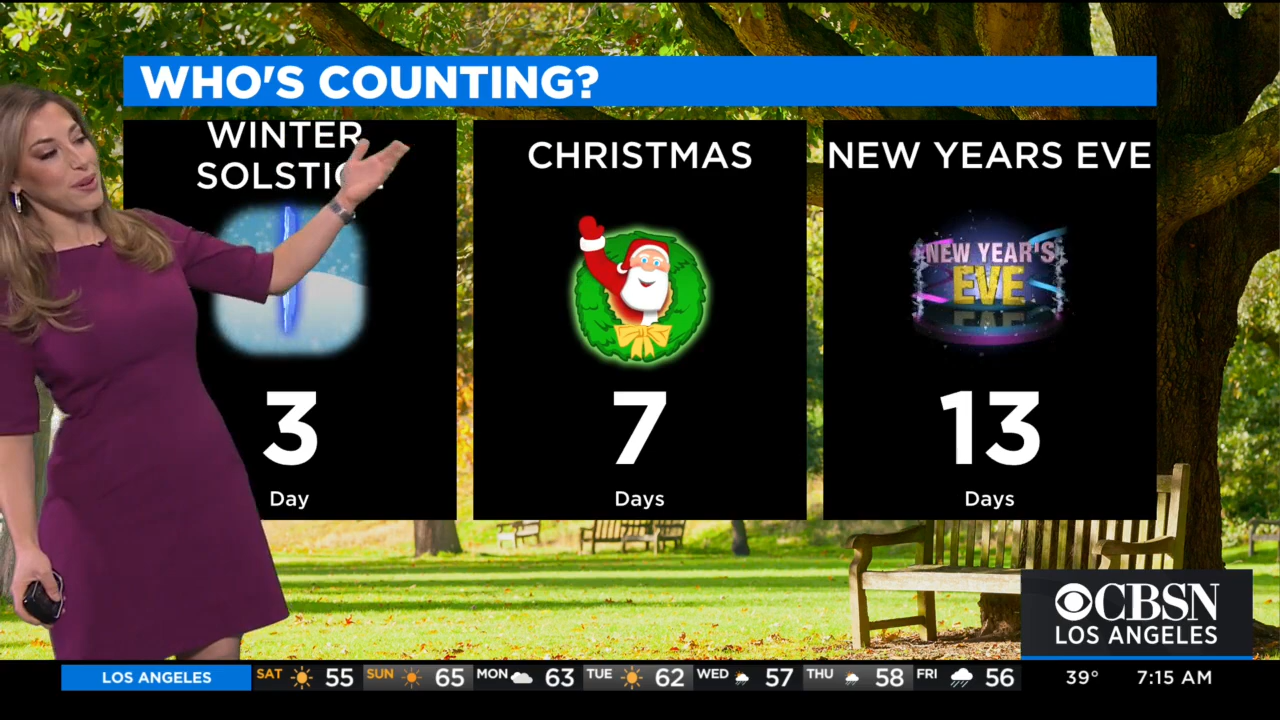 WHO'S COUNTING?
WINTER
CHRISTMAS
NEW YEARS EVE
NEW YEAR'S
EVE
3
7
13
Day
Days
Days
CBSN
LOS ANGELES
LOS ANGELES SAT 55 SUN 65 MON 63 TUE 62 WED 57 THU 58 FRI 56 39° 7:15 AM